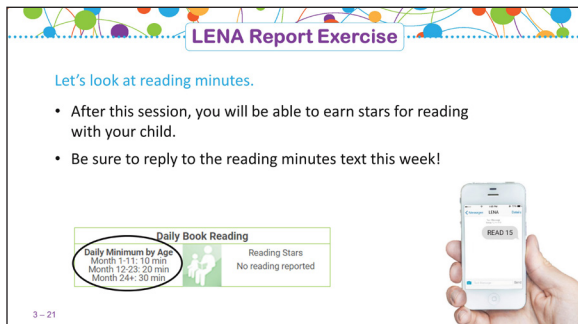 LENA Report Exercise
Let's look at reading minutes.
• After this session, you will be able to earn stars for reading
with your child.
• Be sure to reply to the reading minutes text this week!
Daily Book Reading
Daily Minimum by Age
Month 1-11: 10 min
Month 12-23: 20 min
Month 24+: 30 min
Reading Stars
No reading reported
LENA
READ 15
3 – 21